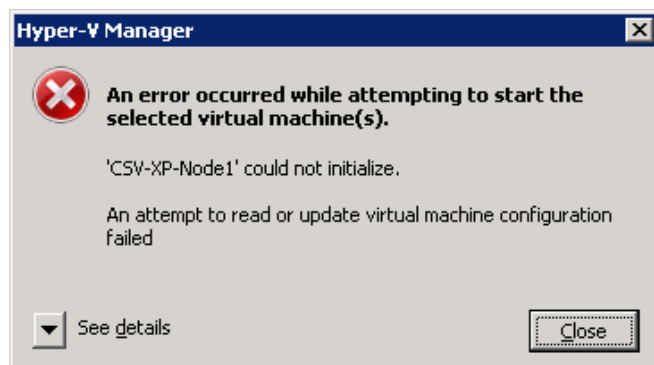 Hyper-V Manager
An error occurred while attempting to start the
selected virtual machine(s).
'CSV-XP-Node1' could not initialize.
An attempt to read or update virtual machine configuration
failed
See details
Close